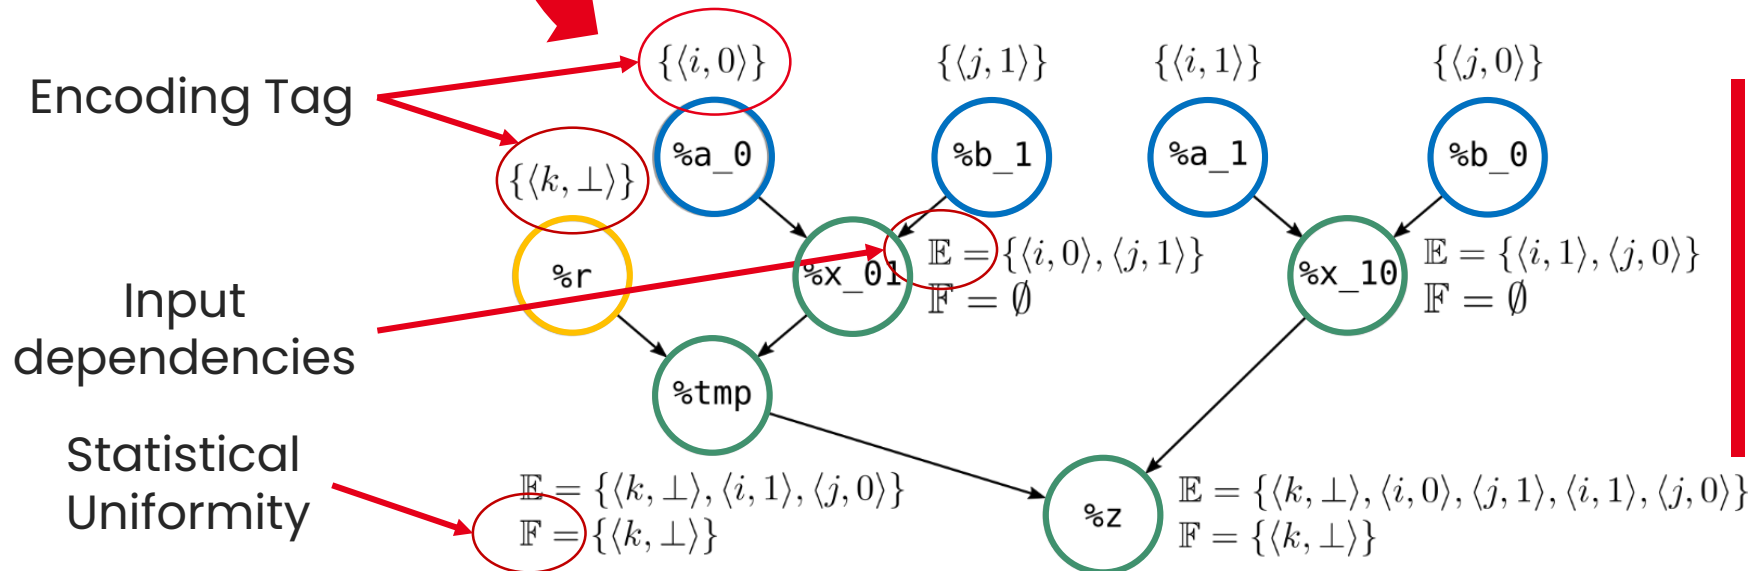 {⟨i, 0⟩} {⟨j, 1⟩} {⟨i, 1⟩} {⟨j, 0⟩}
Encoding Tag
%a_0 %b_1 %a_1 %b_0
{⟨k, ⊥⟩}
𝔼 = {⟨i, 0⟩, ⟨j, 1⟩} 𝔼 = {⟨i, 1⟩, ⟨j, 0⟩}
%r %x_01 %x_10
𝔽 = ∅ 𝔽 = ∅
Input
dependencies
%tmp
Statistical
Uniformity
𝔼 = {⟨k, ⊥⟩, ⟨i, 1⟩, ⟨j, 0⟩}
𝔽 = {⟨k, ⊥⟩}
%z
𝔼 = {⟨k, ⊥⟩, ⟨i, 0⟩, ⟨j, 1⟩, ⟨i, 1⟩, ⟨j, 0⟩}
𝔽 = {⟨k, ⊥⟩}